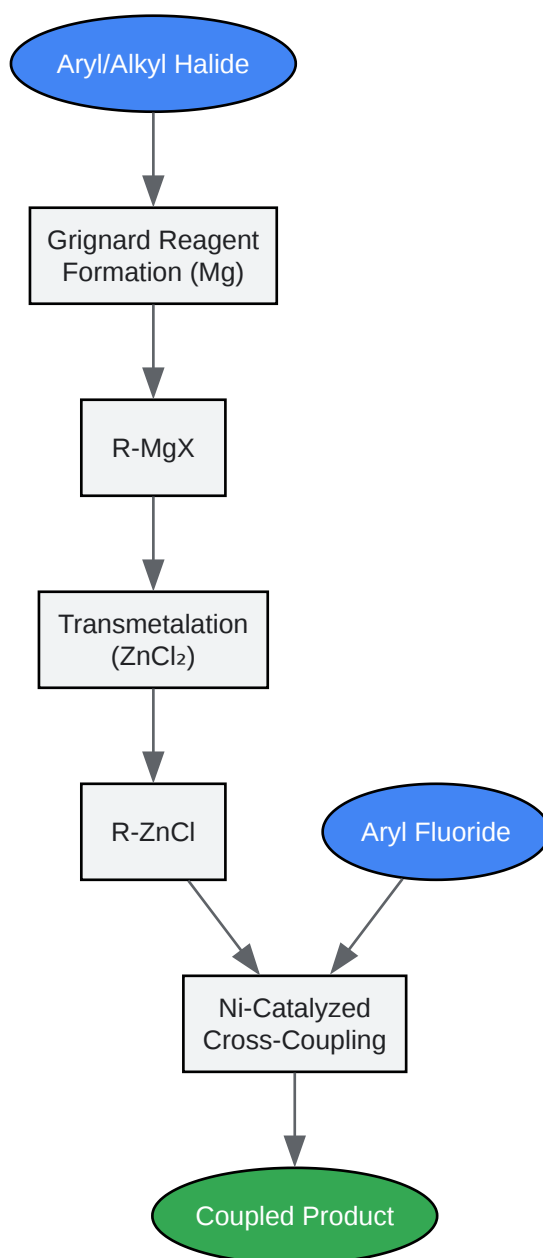 Aryl/Alkyl Halide
Grignard Reagent
Formation (Mg)
R-MgX
Transmetalation
(ZnCl₂)
R-ZnCl
Aryl Fluoride
Ni-Catalyzed
Cross-Coupling
Coupled Product